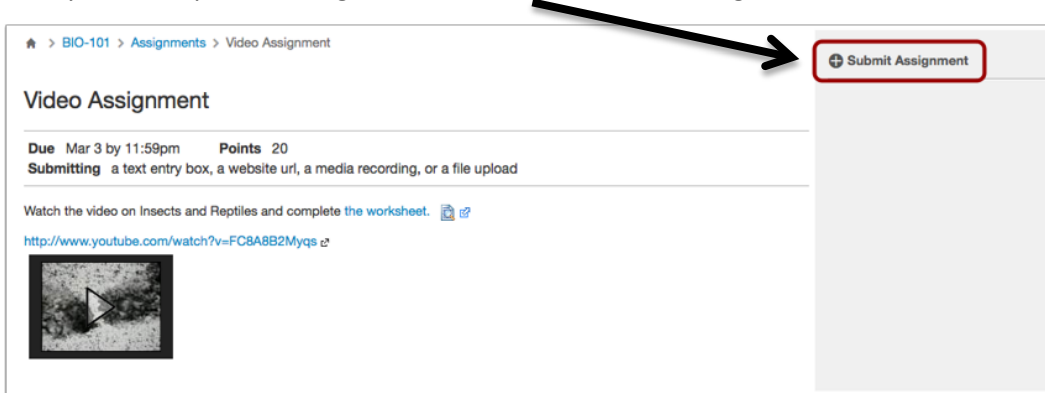 > BIO-101 > Assignments > Video Assignment
Submit Assignment
Video Assignment
Due Mar 3 by 11:59pm Points 20
Submitting a text entry box, a website url, a media recording, or a file upload
Watch the video on Insects and Reptiles and complete the worksheet.
http://www.youtube.com/watch?v=FC8A8B2Myqs